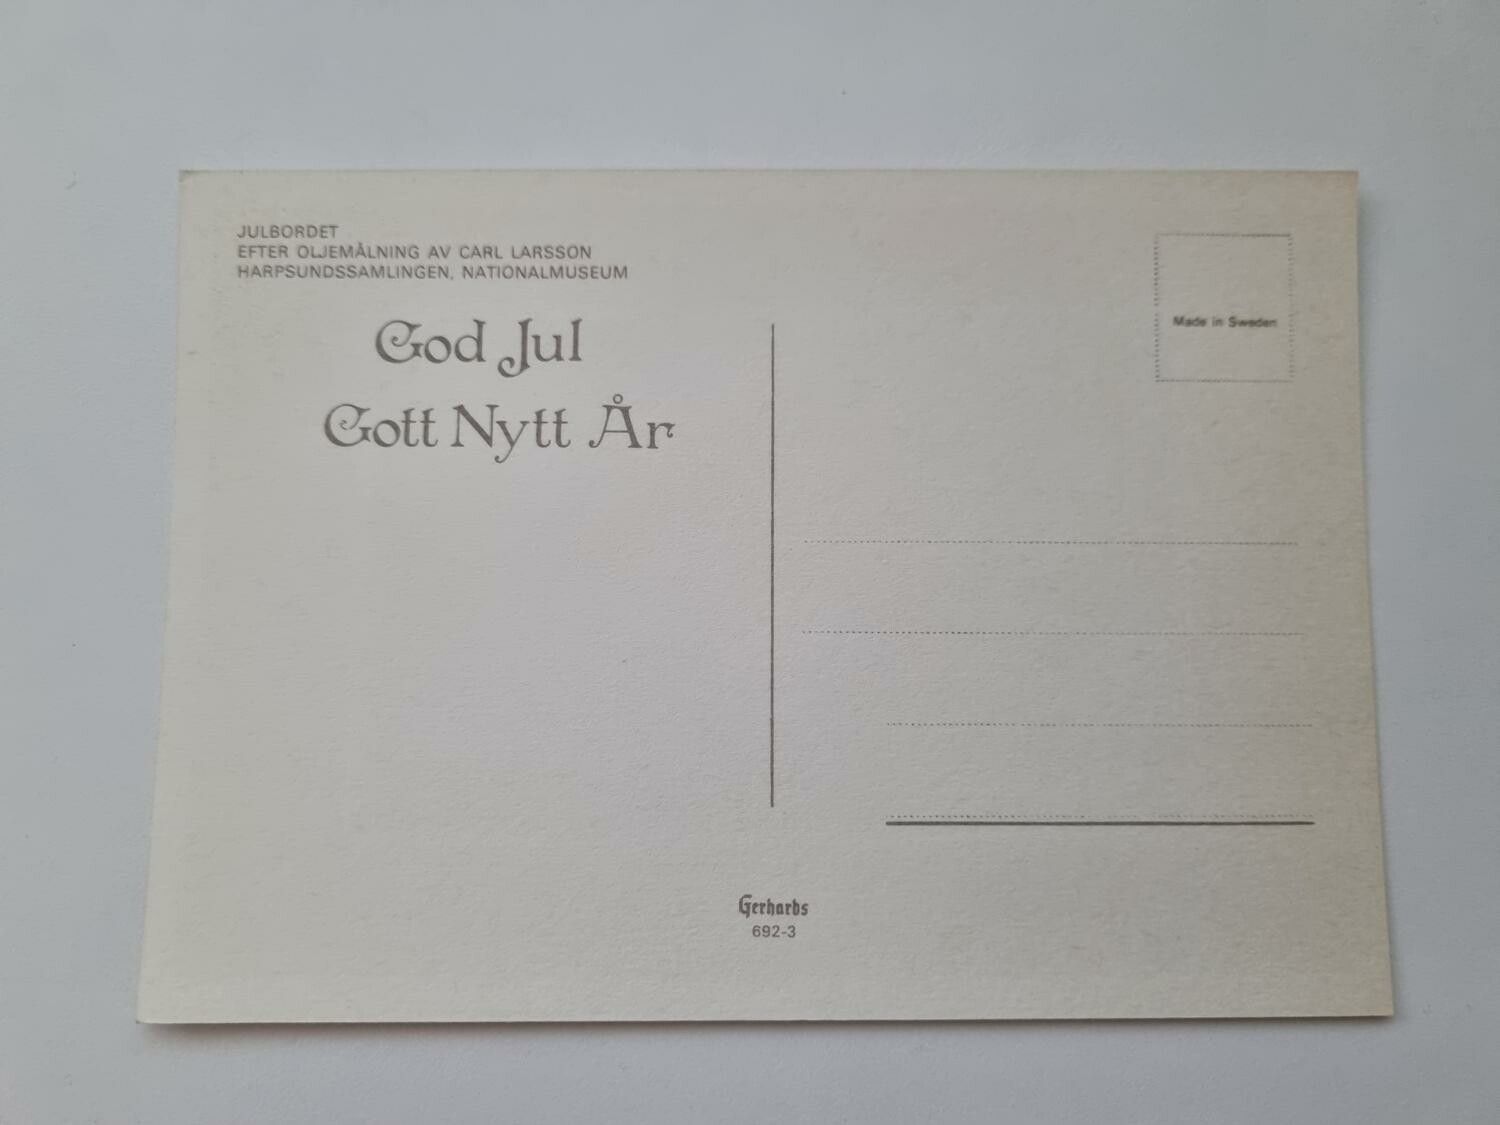 JULBORDET
EFTER OLJEMÅLNING AV CARL LARSSON
HARPSUNDSSAMLINGEN, NATIONALMUSEUM
God Jul
Gott Nytt År
Made in Sweden
Gerhards
692-3